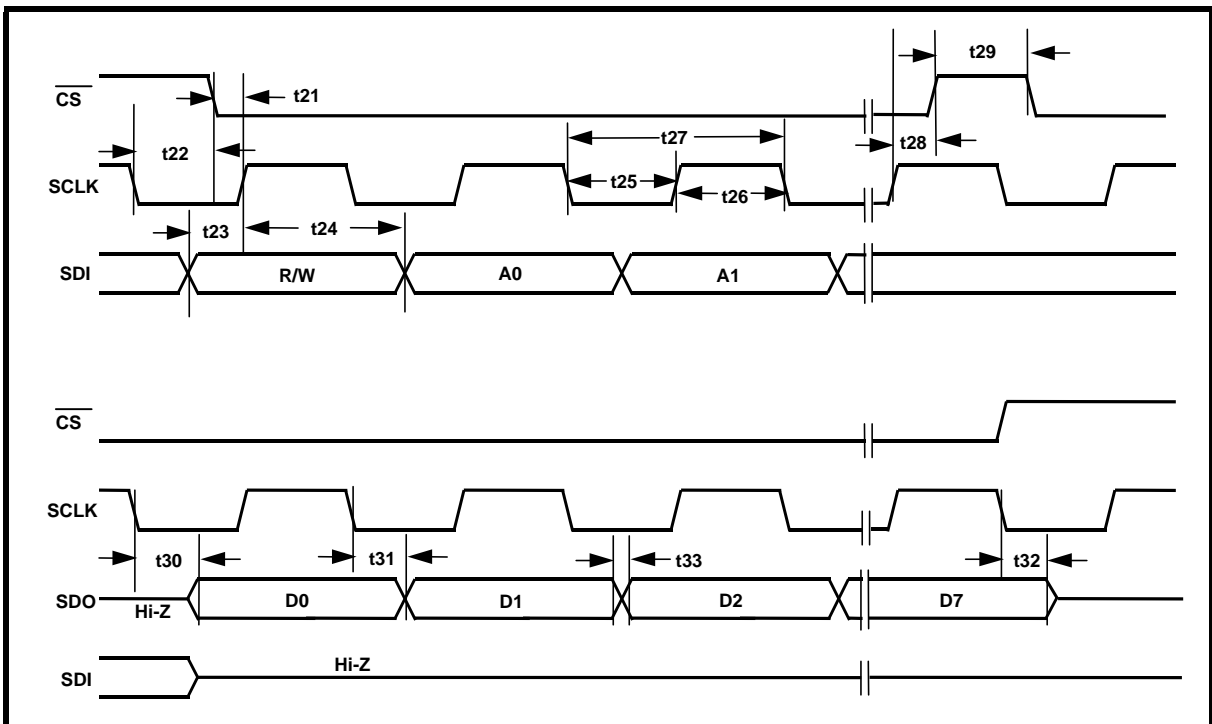 t29
CS
t21
t27
t22
t28
SCLK
t25
t26
t23
t24
SDI
R/W
A0
A1
CS
SCLK
t30
t31
t33
t32
SDO
Hi-Z
D0
D1
D2
D7
Hi-Z
SDI